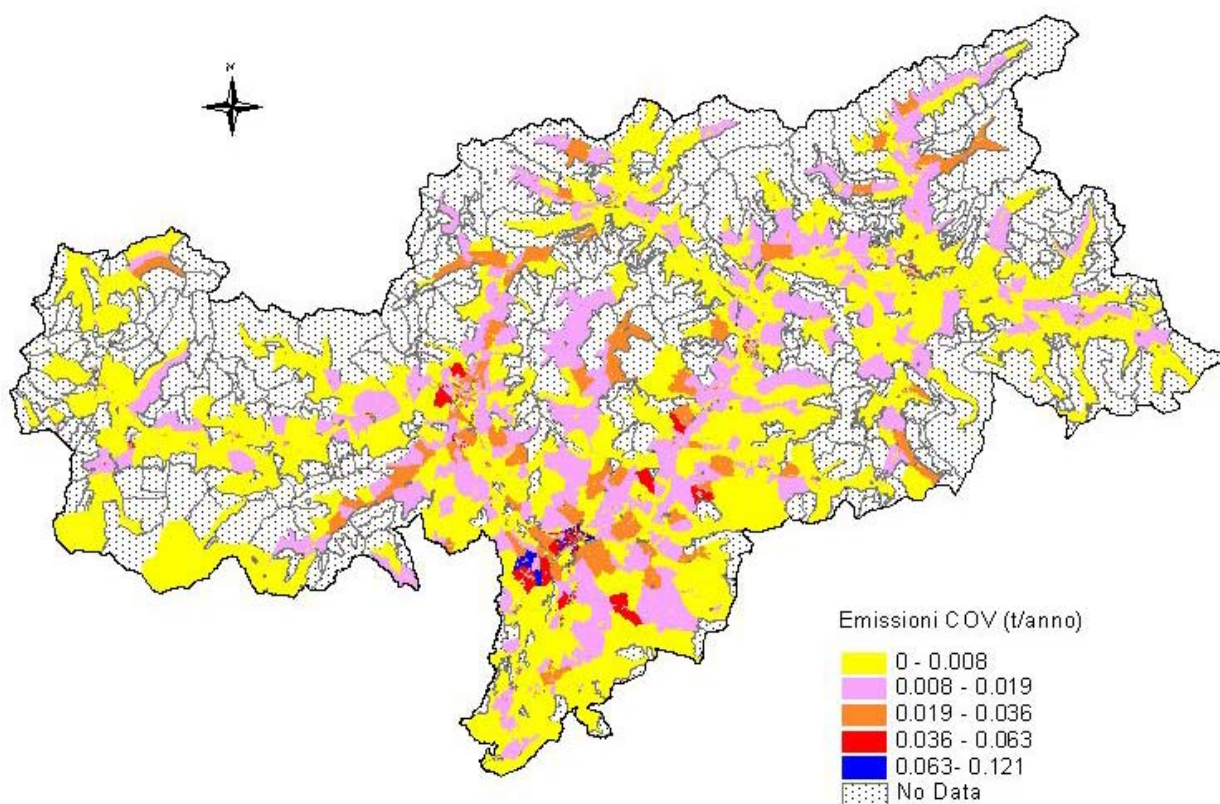 N
Emissioni COV (t/anno)
0 - 0.008
0.008 - 0.019
0.019 - 0.036
0.036 - 0.063
0.063- 0.121
No Data